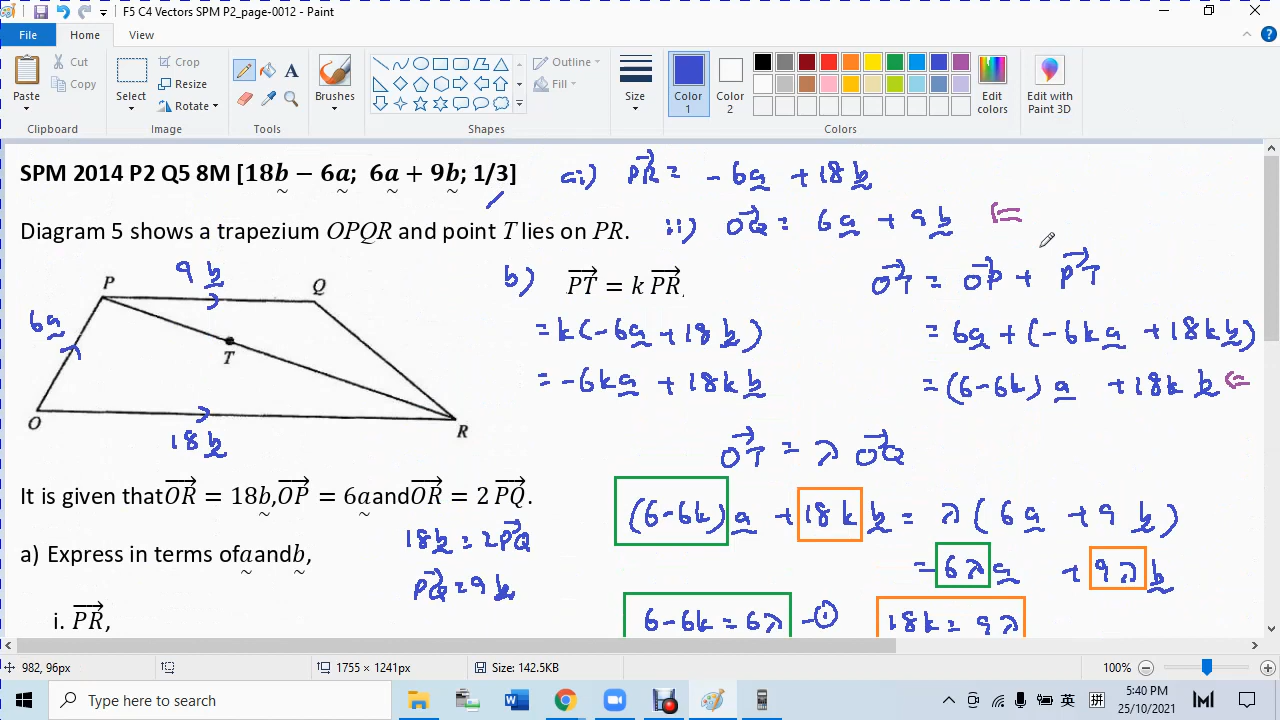 F5 C4 Vectors SPM P2_page-0012 - Paint
File Home View
Paste Cut Copy Clipboard
Select Crop Resize Rotate Image
Tools
Brushes
Shapes Outline Fill
Size
Color 1 Color 2 Colors
Edit colors
Edit with Paint 3D
SPM 2014 P2 Q5 8M [18b − 6a; 6a + 9b; 1/3]
Diagram 5 shows a trapezium OPQR and point T lies on PR.
P 9b Q
6a
T
O 18b R
It is given that OR = 18b, OP = 6a and OR = 2 PQ.
18b = 2PQ
PQ = 9b
a) Express in terms of a and b,
i. PR,
ai) PR = -6a + 18b
ii) OQ = 6a + 9b ⇐
b) PT = k PR
= k(-6a + 18b)
= -6ka + 18kb
OT = OP + PT
= 6a + (-6ka + 18kb)
= (6-6k)a + 18kb ⇐
OT = λ OQ
(6-6k)a + 18kb = λ(6a + 9b)
= 6λa + 9λb
6-6k = 6λ -① 18k = 9λ
982, 96px 1755 × 1241px Size: 142.5KB 100%
Type here to search
英 拼 5:40 PM
25/10/2021